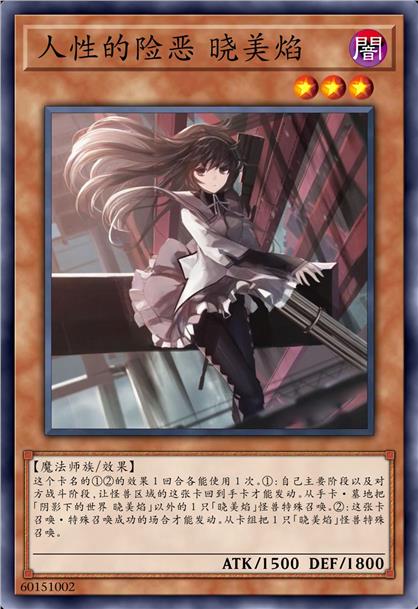 人性的险恶 晓美焰
闇
【魔法师族/效果】
这个卡名的①②的效果1回合各能使用1次。①:自己主要阶段以及对
方战斗阶段,让怪兽区域的这张卡回到手卡才能发动。从手卡·墓地把
「阴影下的世界 晓美焰」以外的1只「晓美焰」怪兽特殊召唤。②:这张卡
召唤·特殊召唤成功的场合才能发动。从卡组把1只「晓美焰」怪兽特殊
召唤。
ATK/1500 DEF/1800
60151002